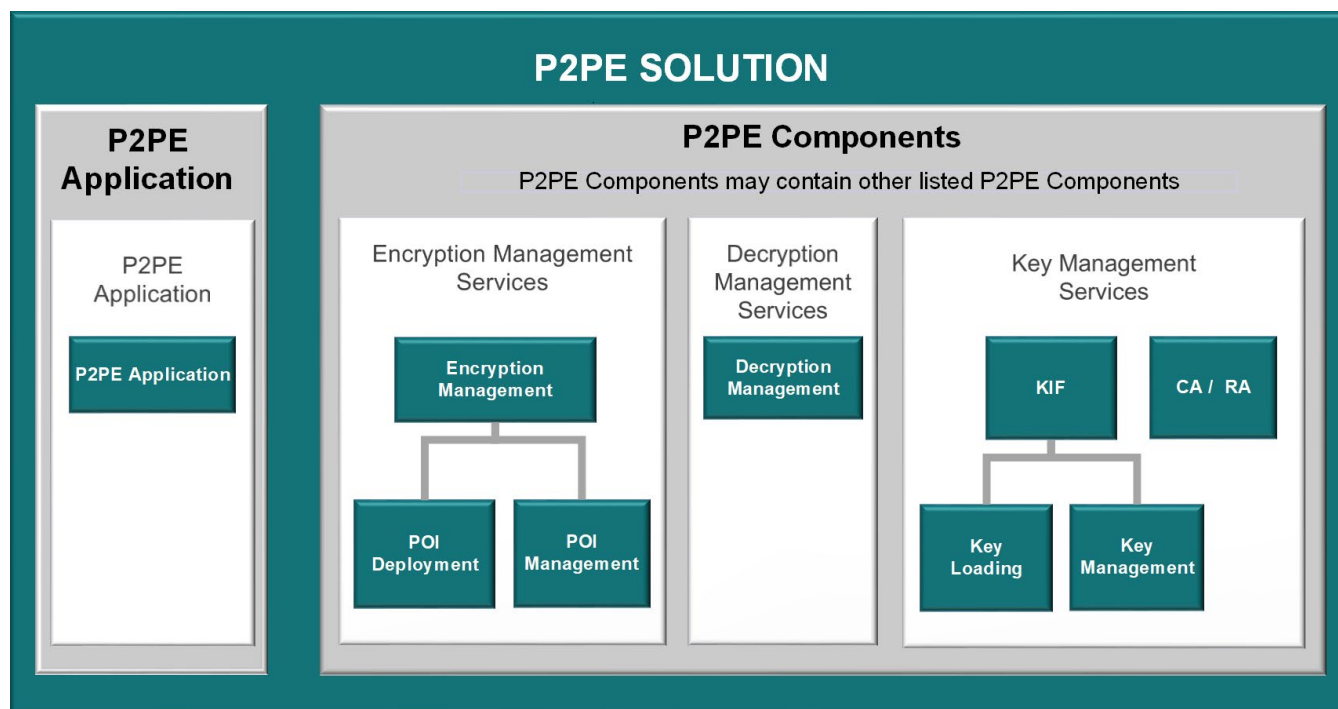 P2PE SOLUTION
P2PE
Application
P2PE
Application
P2PE Application
P2PE Components
P2PE Components may contain other listed P2PE Components
Encryption Management
Services
Encryption
Management
POI
Deployment
POI
Management
Decryption
Management
Services
Decryption
Management
Key Management
Services
KIF
CA / RA
Key
Loading
Key
Management